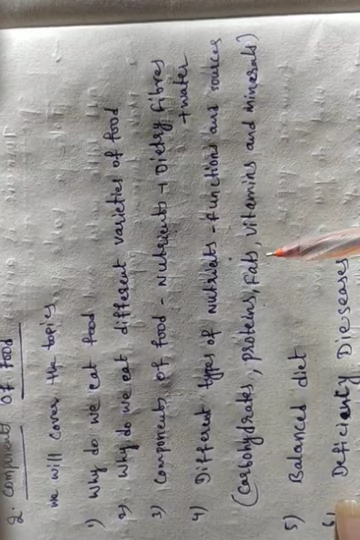 2. Components of Food
we will cover the topics
1) Why do we eat food
2) Why do we eat different varieties of food
3) Components of food - Nutrients + Dietry fibres
+ water
4) Different types of Nutrients - functions and sources
(Carbohydrates, proteins, Fats, vitamins and minerals)
5) Balanced diet
6) Deficienty Dieseases